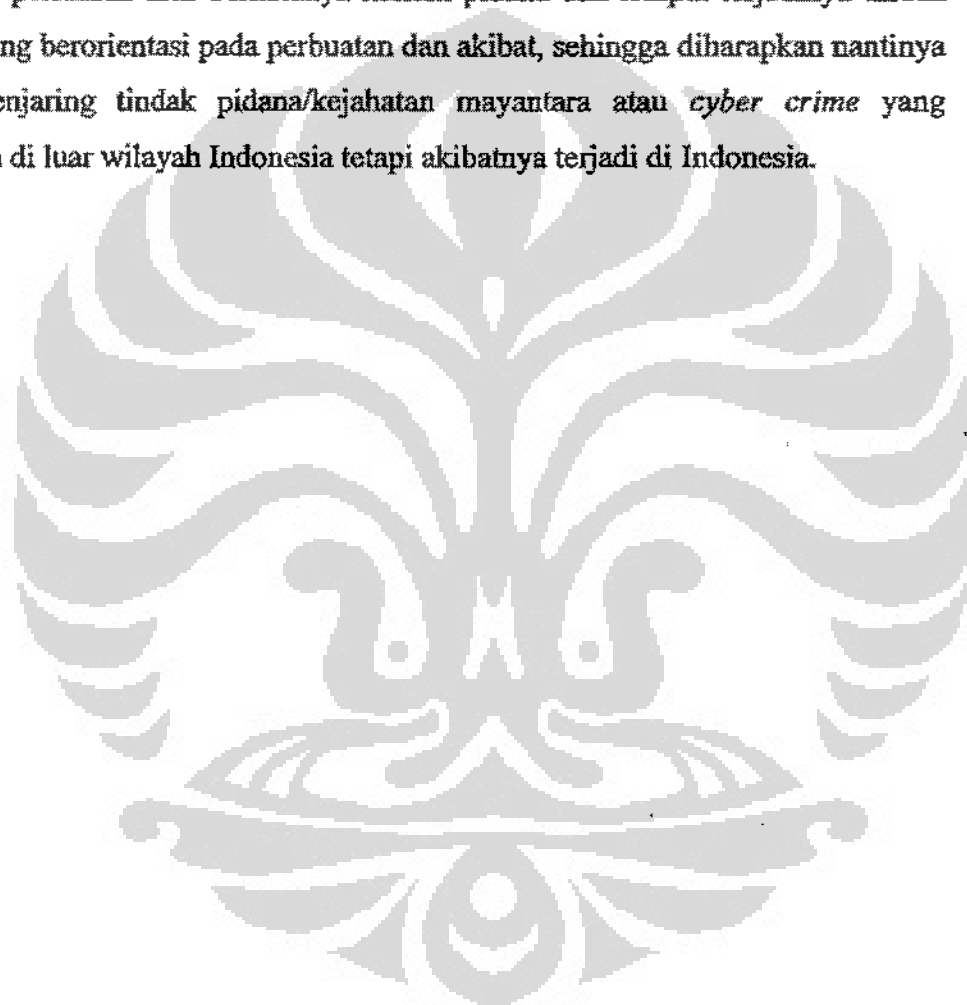 ng berorientasi pada perbuatan dan akibat, sehingga diharapkan nantinya
enjaring tindak pidana/kejahatan mayantara atau cyber crime yang
di luar wilayah Indonesia tetapi akibatnya terjadi di Indonesia.